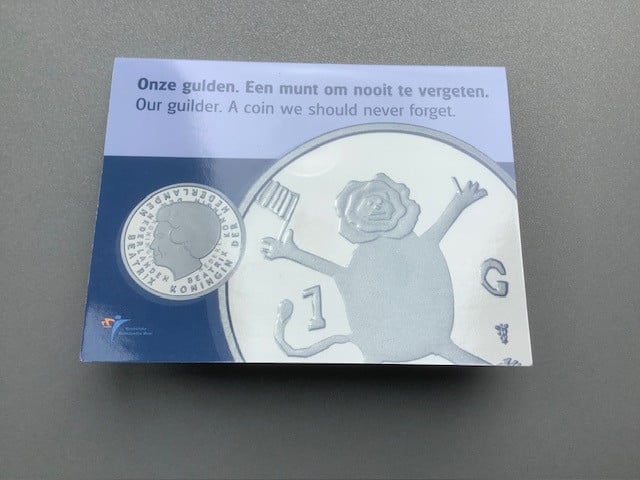 Onze gulden. Een munt om nooit te vergeten.
Our guilder. A coin we should never forget.
BEATRIX KONINGIN DER NEDERLANDEN
1
G